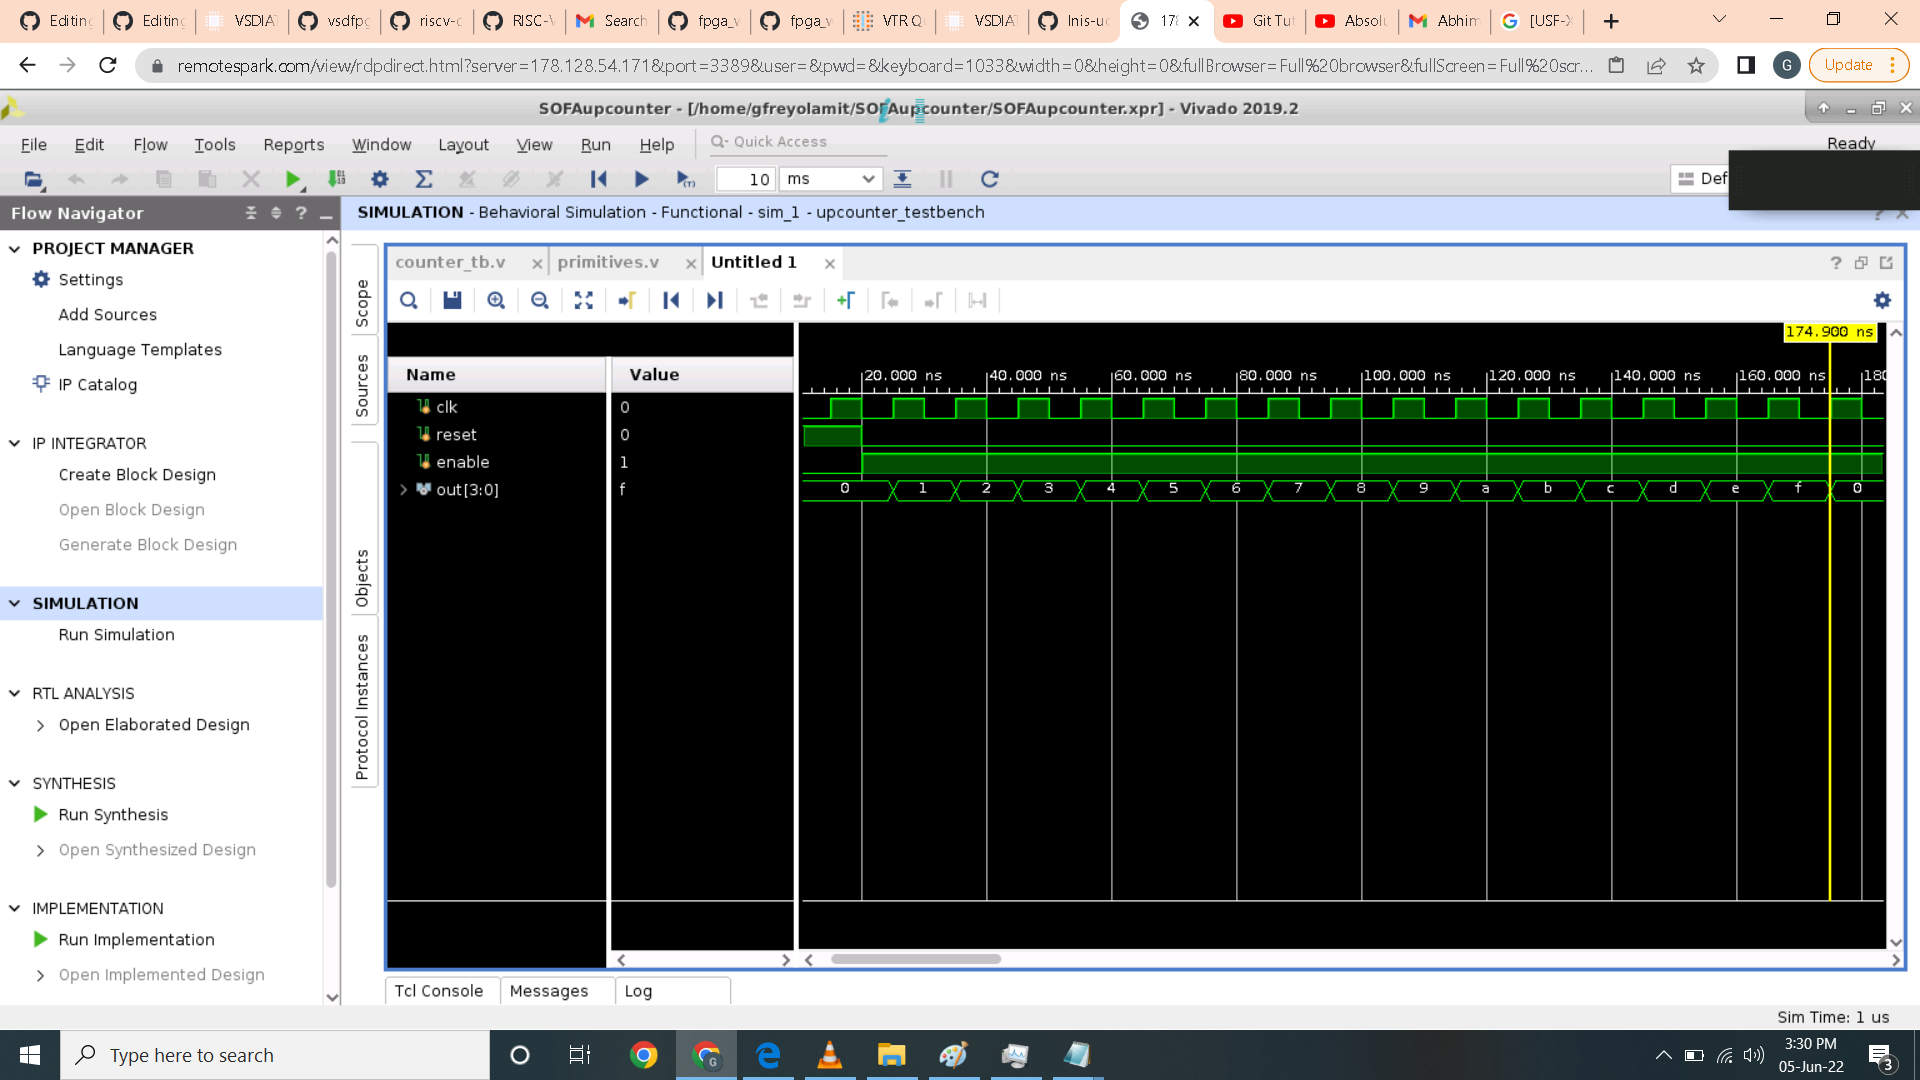 Editing
Editing
VSDIAT
vsdfpg
riscv-c
RISC-V
Search
fpga_v
fpga_v
VTR Q
VSDIAT
lnis-uc
178
Git Tut
Absolu
Abhim
[USF-X
remotespark.com/view/rdpdirect.html?server=178.128.54.171&port=3389&user=&pwd=&keyboard=1033&width=0&height=0&fullBrowser=Full%20browser&fullScreen=Full%20scr...
G
Update
SOFAupcounter - [/home/gfreyolamit/SOFAupcounter/SOFAupcounter.xpr] - Vivado 2019.2
File Edit Flow Tools Reports Window Layout View Run Help
Quick Access
Ready
10 ms
Def
Flow Navigator
SIMULATION - Behavioral Simulation - Functional - sim_1 - upcounter_testbench
PROJECT MANAGER
Settings
Add Sources
Language Templates
IP Catalog
IP INTEGRATOR
Create Block Design
Open Block Design
Generate Block Design
SIMULATION
Run Simulation
RTL ANALYSIS
Open Elaborated Design
SYNTHESIS
Run Synthesis
Open Synthesized Design
IMPLEMENTATION
Run Implementation
Open Implemented Design
Scope
Sources
Objects
Protocol Instances
counter_tb.v
primitives.v
Untitled 1
174.900 ns
Name Value
20.000 ns 40.000 ns 60.000 ns 80.000 ns 100.000 ns 120.000 ns 140.000 ns 160.000 ns 180
clk 0
reset 0
enable 1
out[3:0] f
0 1 2 3 4 5 6 7 8 9 a b c d e f 0
Tcl Console
Messages
Log
Sim Time: 1 us
Type here to search
G
3:30 PM
05-Jun-22
3